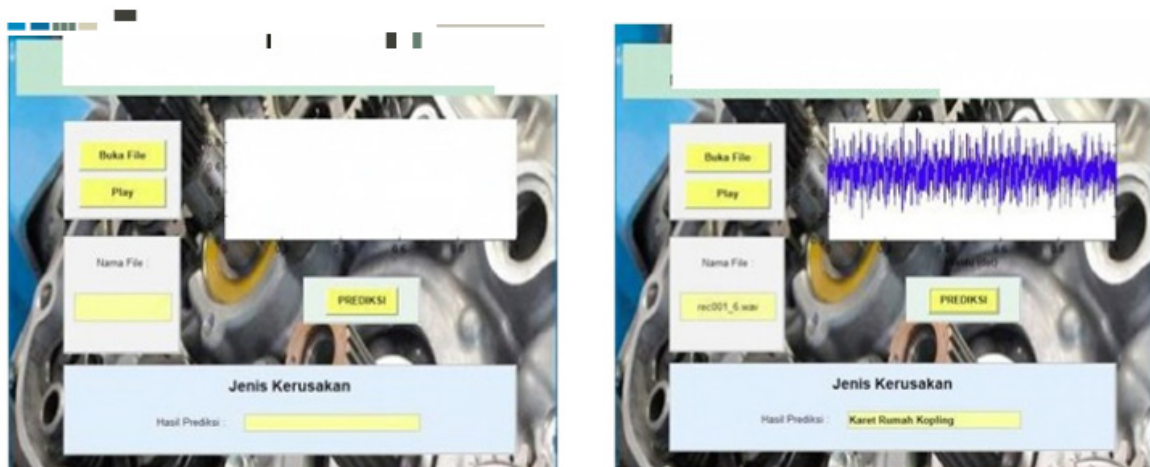 Buka File
Play
Nama File :
PREDIKSI
Jenis Kerusakan
Hasil Prediksi :
Buka File
Play
Nama File :
rec001_6.wav
PREDIKSI
Jenis Kerusakan
Hasil Prediksi :
Karet Rumah Kopling